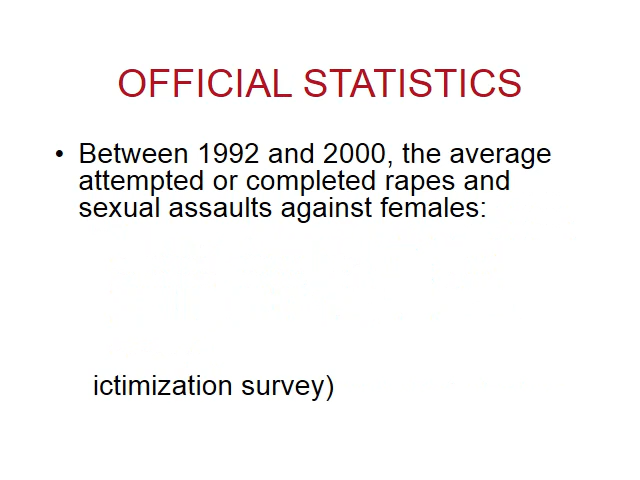 OFFICIAL STATISTICS
• Between 1992 and 2000, the average
attempted or completed rapes and
sexual assaults against females:
ictimization survey)